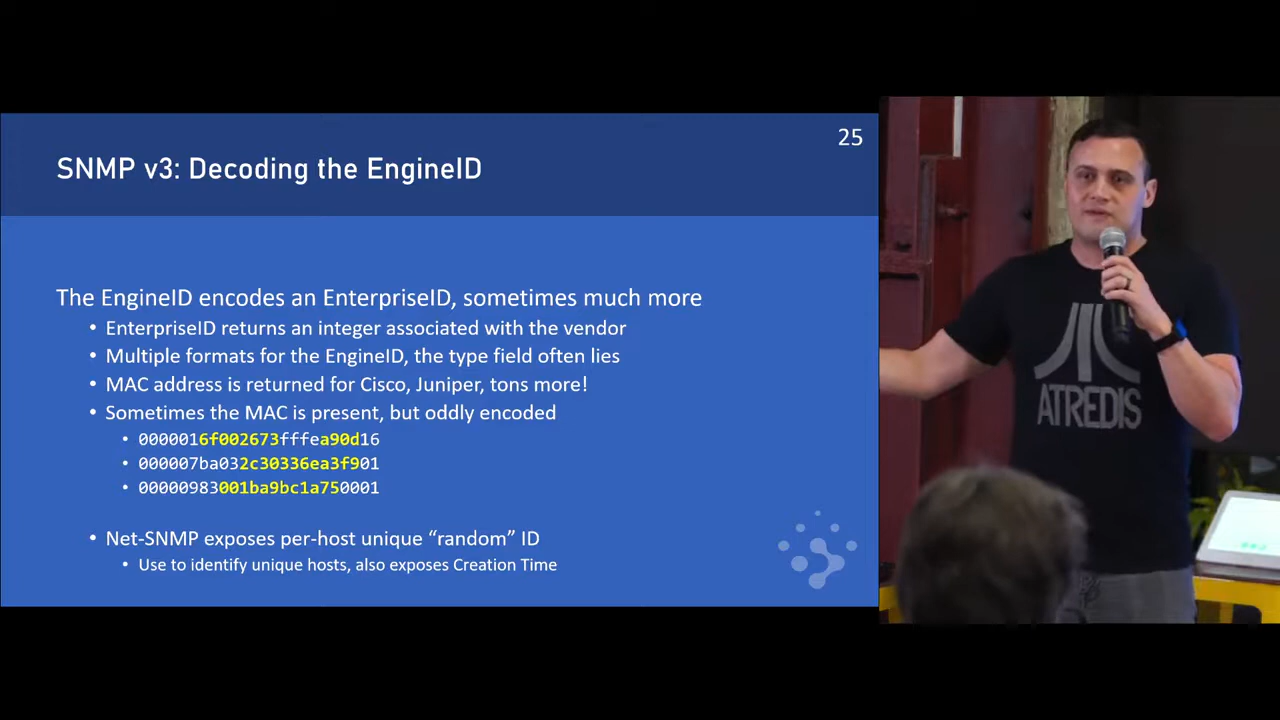 25
SNMP v3: Decoding the EngineID
The EngineID encodes an EnterpriseID, sometimes much more
• EnterpriseID returns an integer associated with the vendor
• Multiple formats for the EngineID, the type field often lies
• MAC address is returned for Cisco, Juniper, tons more!
• Sometimes the MAC is present, but oddly encoded
• 0000016f002673fffea90d16
• 000007ba032c30336ea3f901
• 00000983001ba9bc1a750001
• Net-SNMP exposes per-host unique “random” ID
• Use to identify unique hosts, also exposes Creation Time
ATREDIS